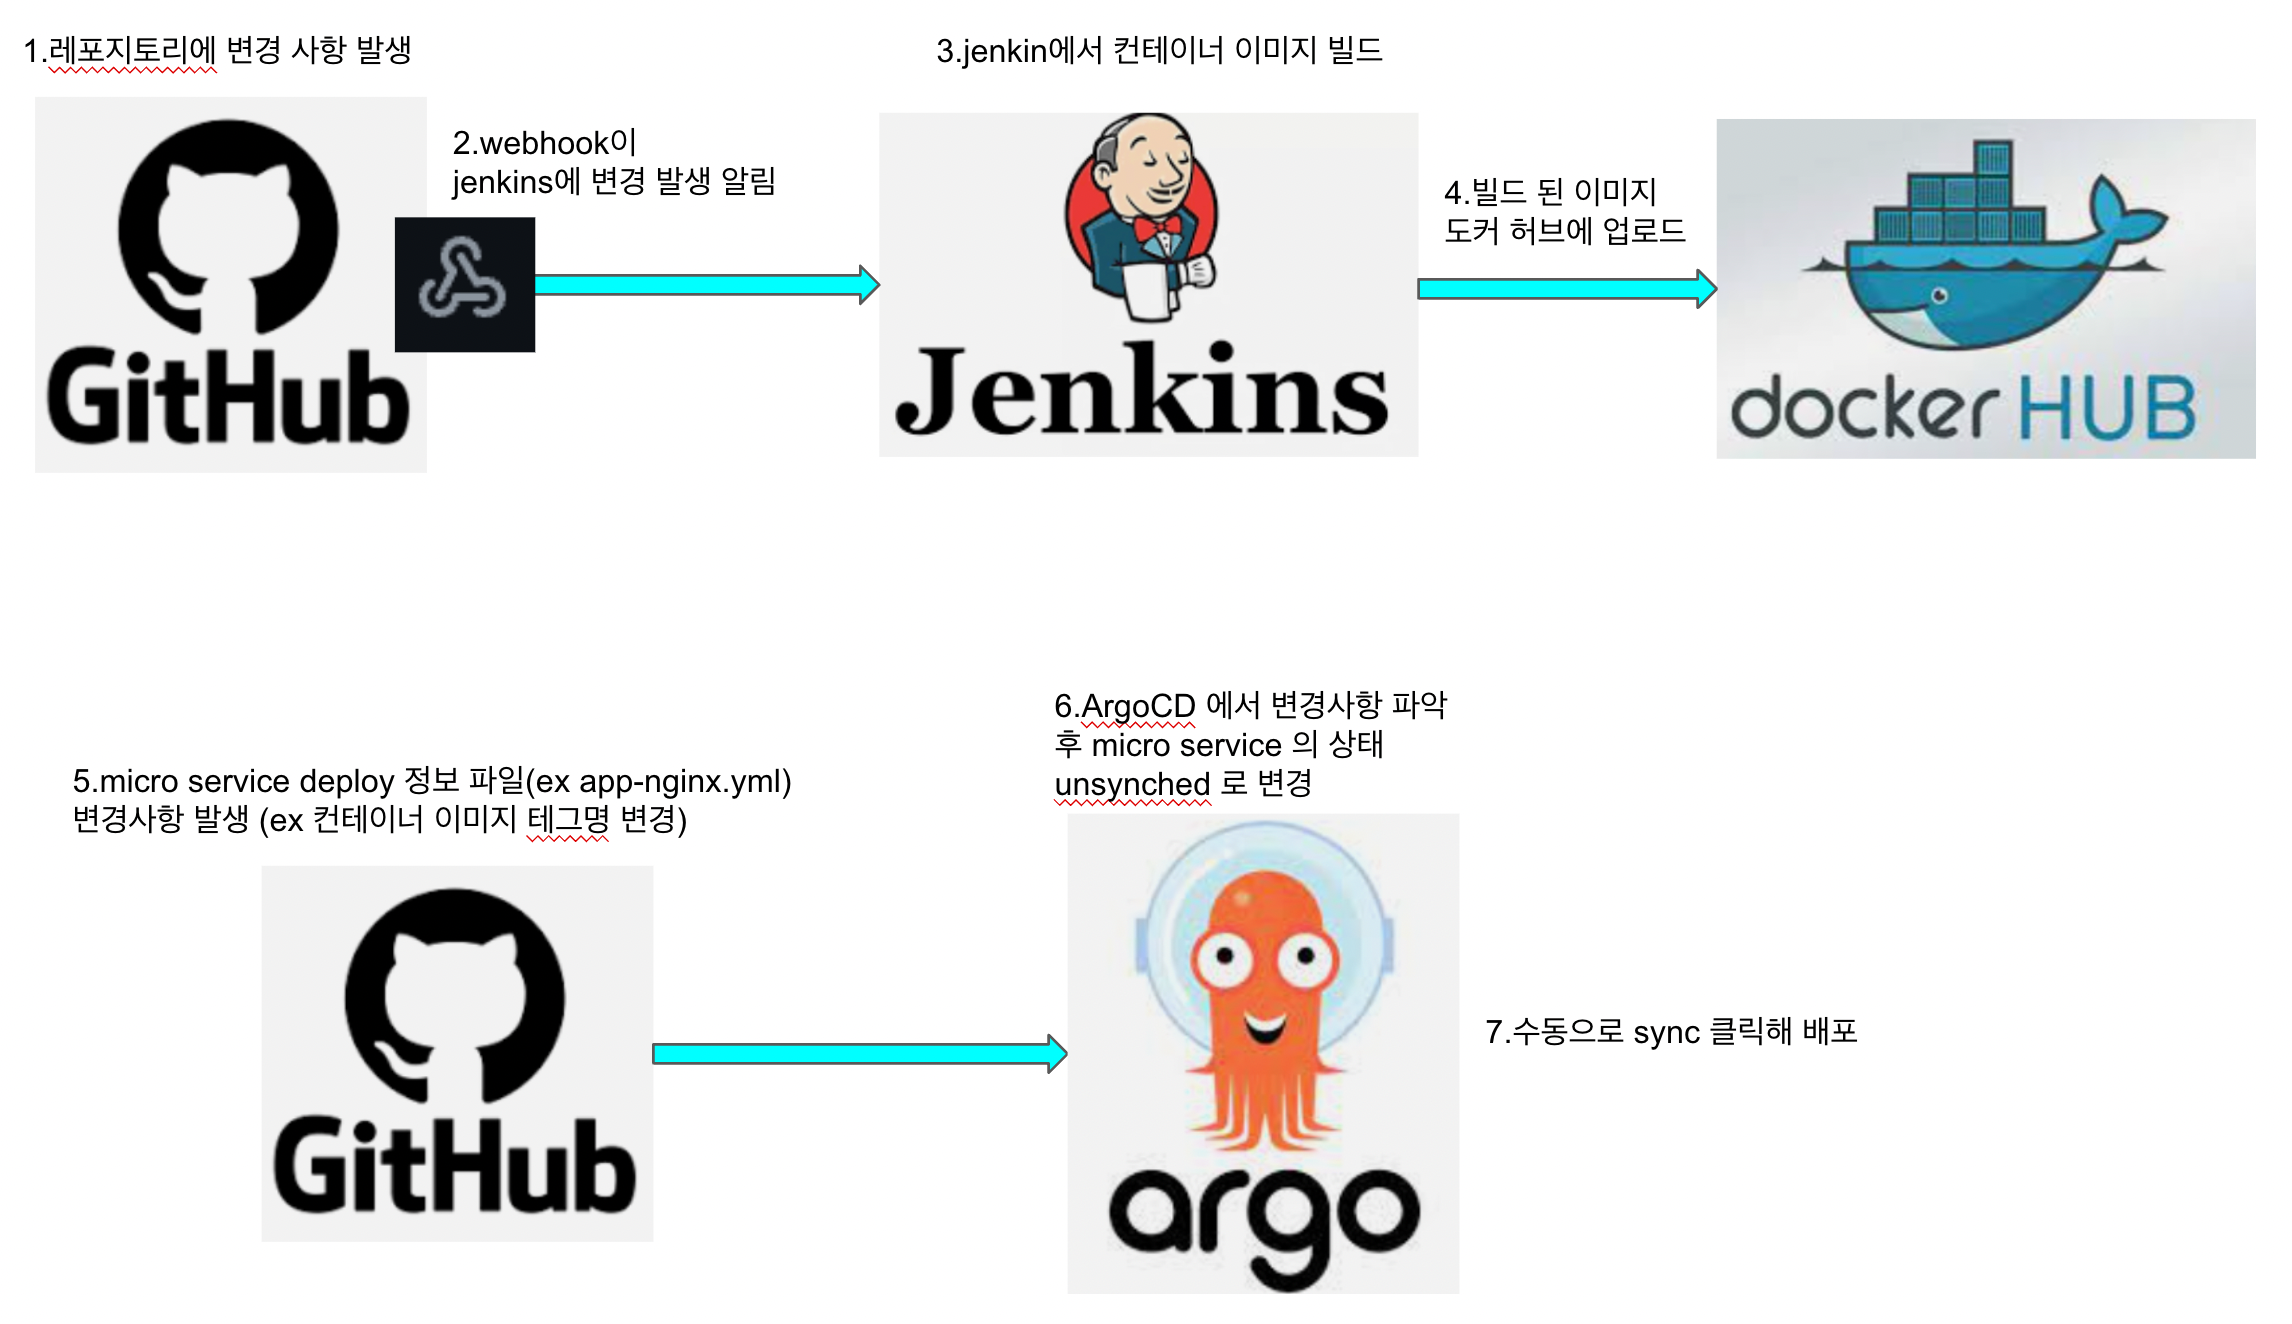 1.레포지토리에 변경 사항 발생
3.jenkin에서 컨테이너 이미지 빌드
2.webhook이
jenkins에 변경 발생 알림
4.빌드 된 이미지
도커 허브에 업로드
GitHub
Jenkins
docker HUB
6.ArgoCD 에서 변경사항 파악
후 micro service 의 상태
unsynched 로 변경
5.micro service deploy 정보 파일(ex app-nginx.yml)
변경사항 발생 (ex 컨테이너 이미지 테그명 변경)
7.수동으로 sync 클릭해 배포
GitHub
argo